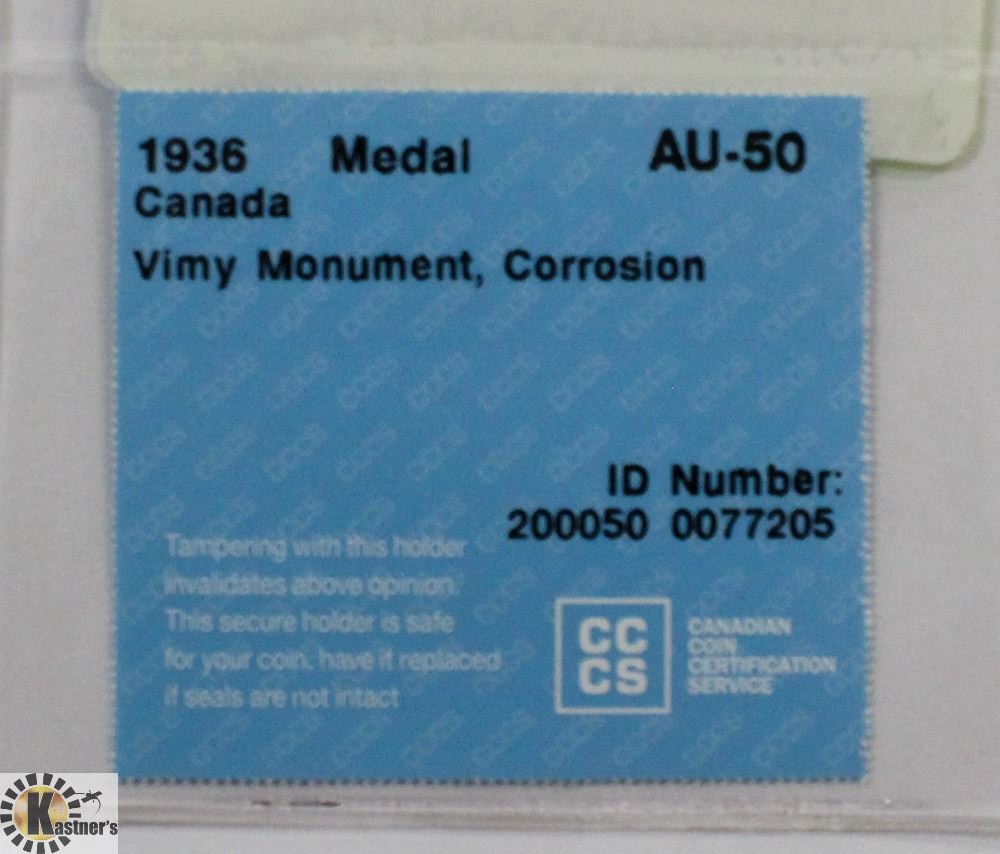 1936 Medal AU-50
Canada
Vimy Monument, Corrosion
ID Number:
200050 0077205
Tampering with this holder
invalidates above opinion.
This secure holder is safe
for your coin, have it replaced
if seals are not intact
CC
CS
CANADIAN
COIN
CERTIFICATION
SERVICE
Kastner's